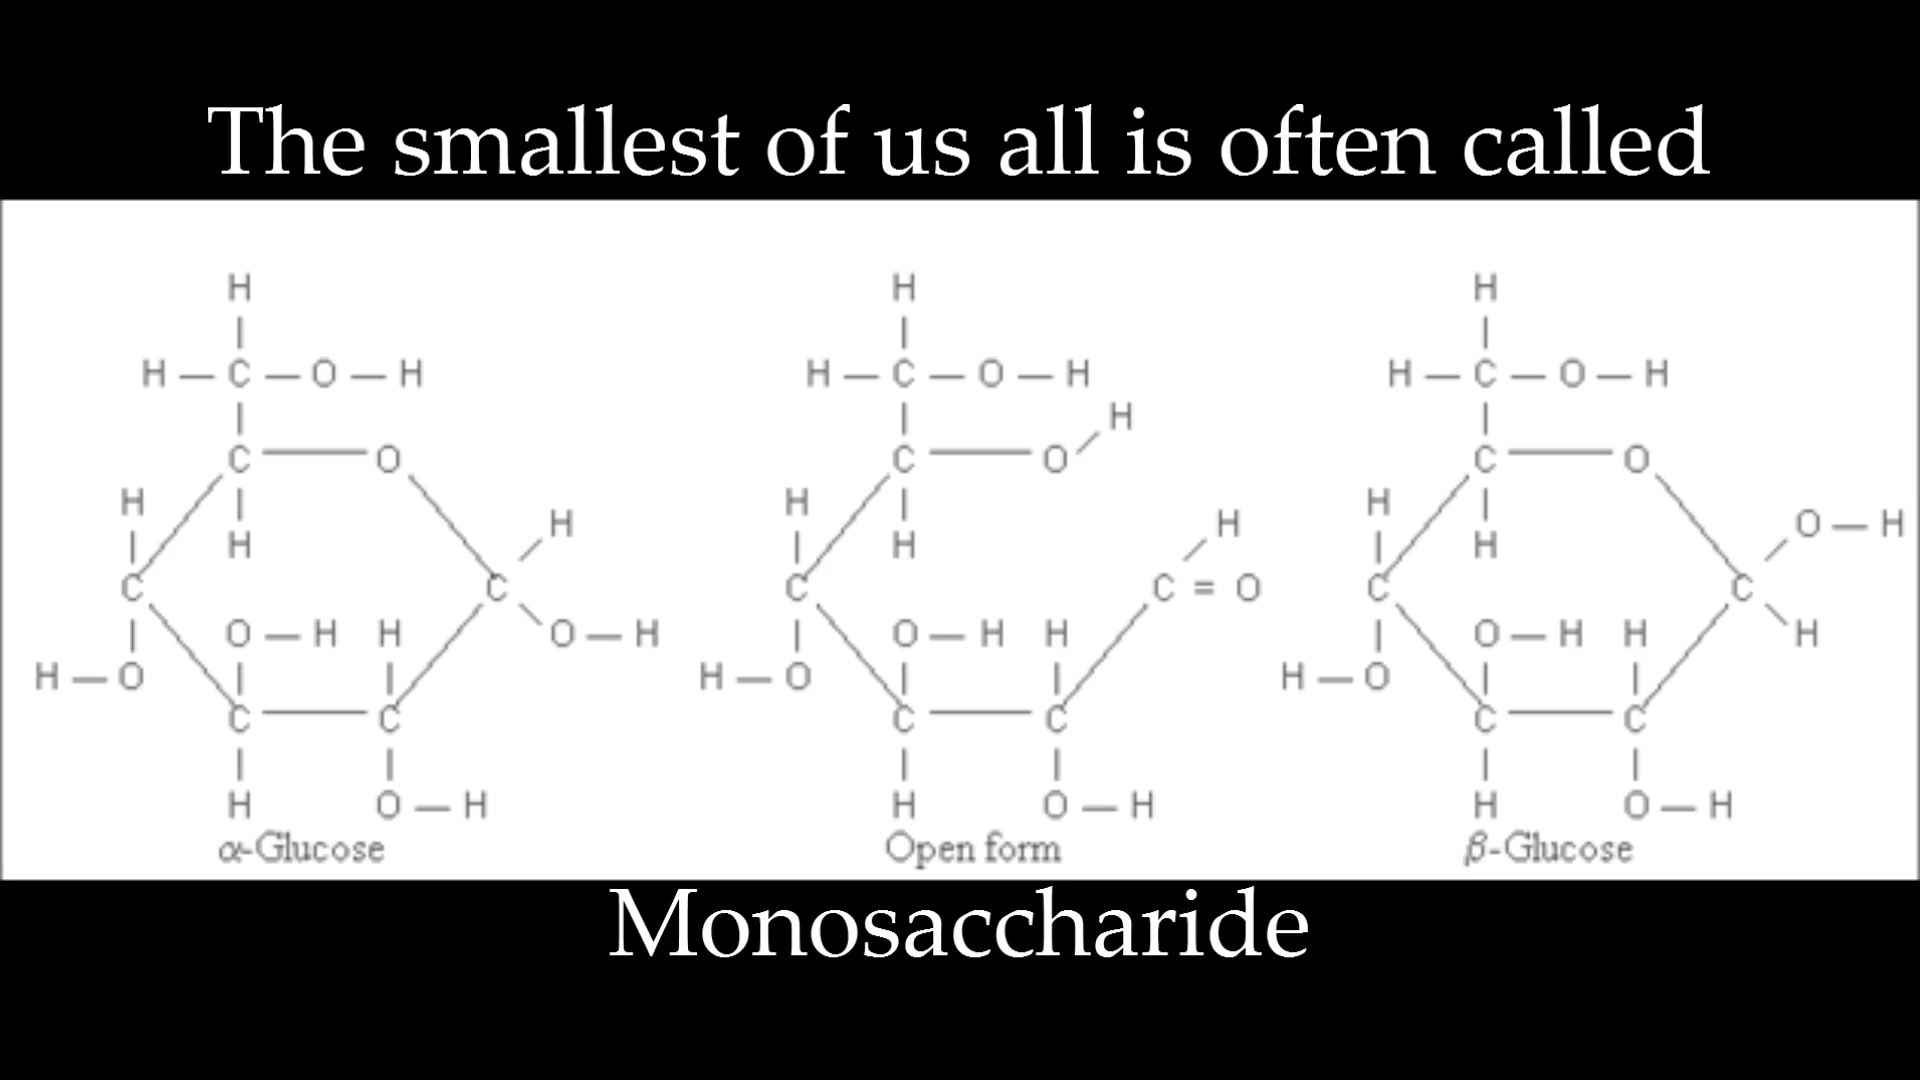 The smallest of us all is often called
H H H
H — C — O — H H — C — O — H H — C — O — H
H
C O C O C O
H H H H H O — H
H H H
C C C C = O C C
O — H H O — H O — H H O — H H H
H — O H — O H — O
C C C C C C
H O — H H O — H H O — H
α-Glucose Open form β-Glucose
Monosaccharide